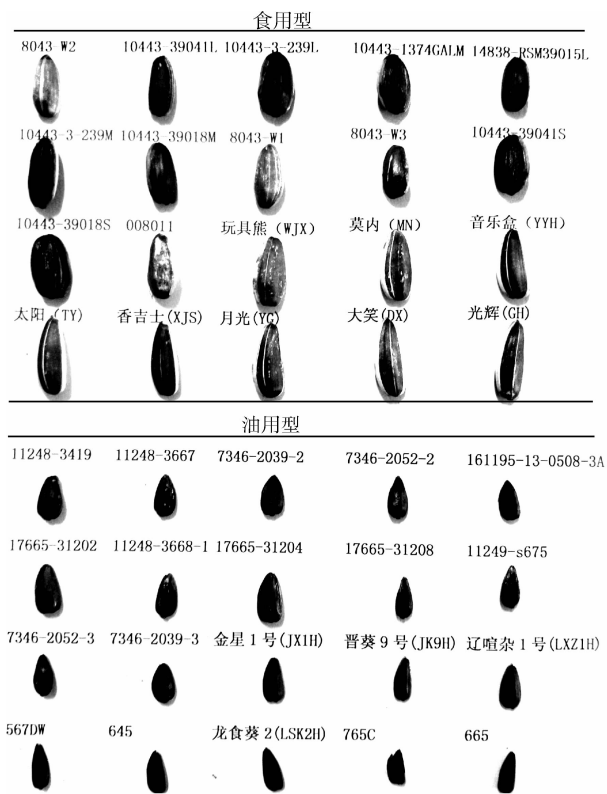 食用型
8043-W2 10443-39041L 10443-3-239L 10443-1374GALM 14838-RSM39015L
10443-3-239M 10443-39018M 8043-W1 8043-W3 10443-39041S
10443-39018S 008011 玩具熊（WJX） 莫内（MN） 音乐盒（YYH）
太阳（TY) 香吉士(XJS) 月光(YG) 大笑(DX) 光辉(GH)
油用型
11248-3419 11248-3667 7346-2039-2 7346-2052-2 161195-13-0508-3A
17665-31202 11248-3668-1 17665-31204 17665-31208 11249-s675
7346-2052-3 7346-2039-3 金星1号(JX1H) 晋葵9号(JK9H) 辽喧杂1号(LXZ1H)
567DW 645 龙食葵2(LSK2H) 765C 665